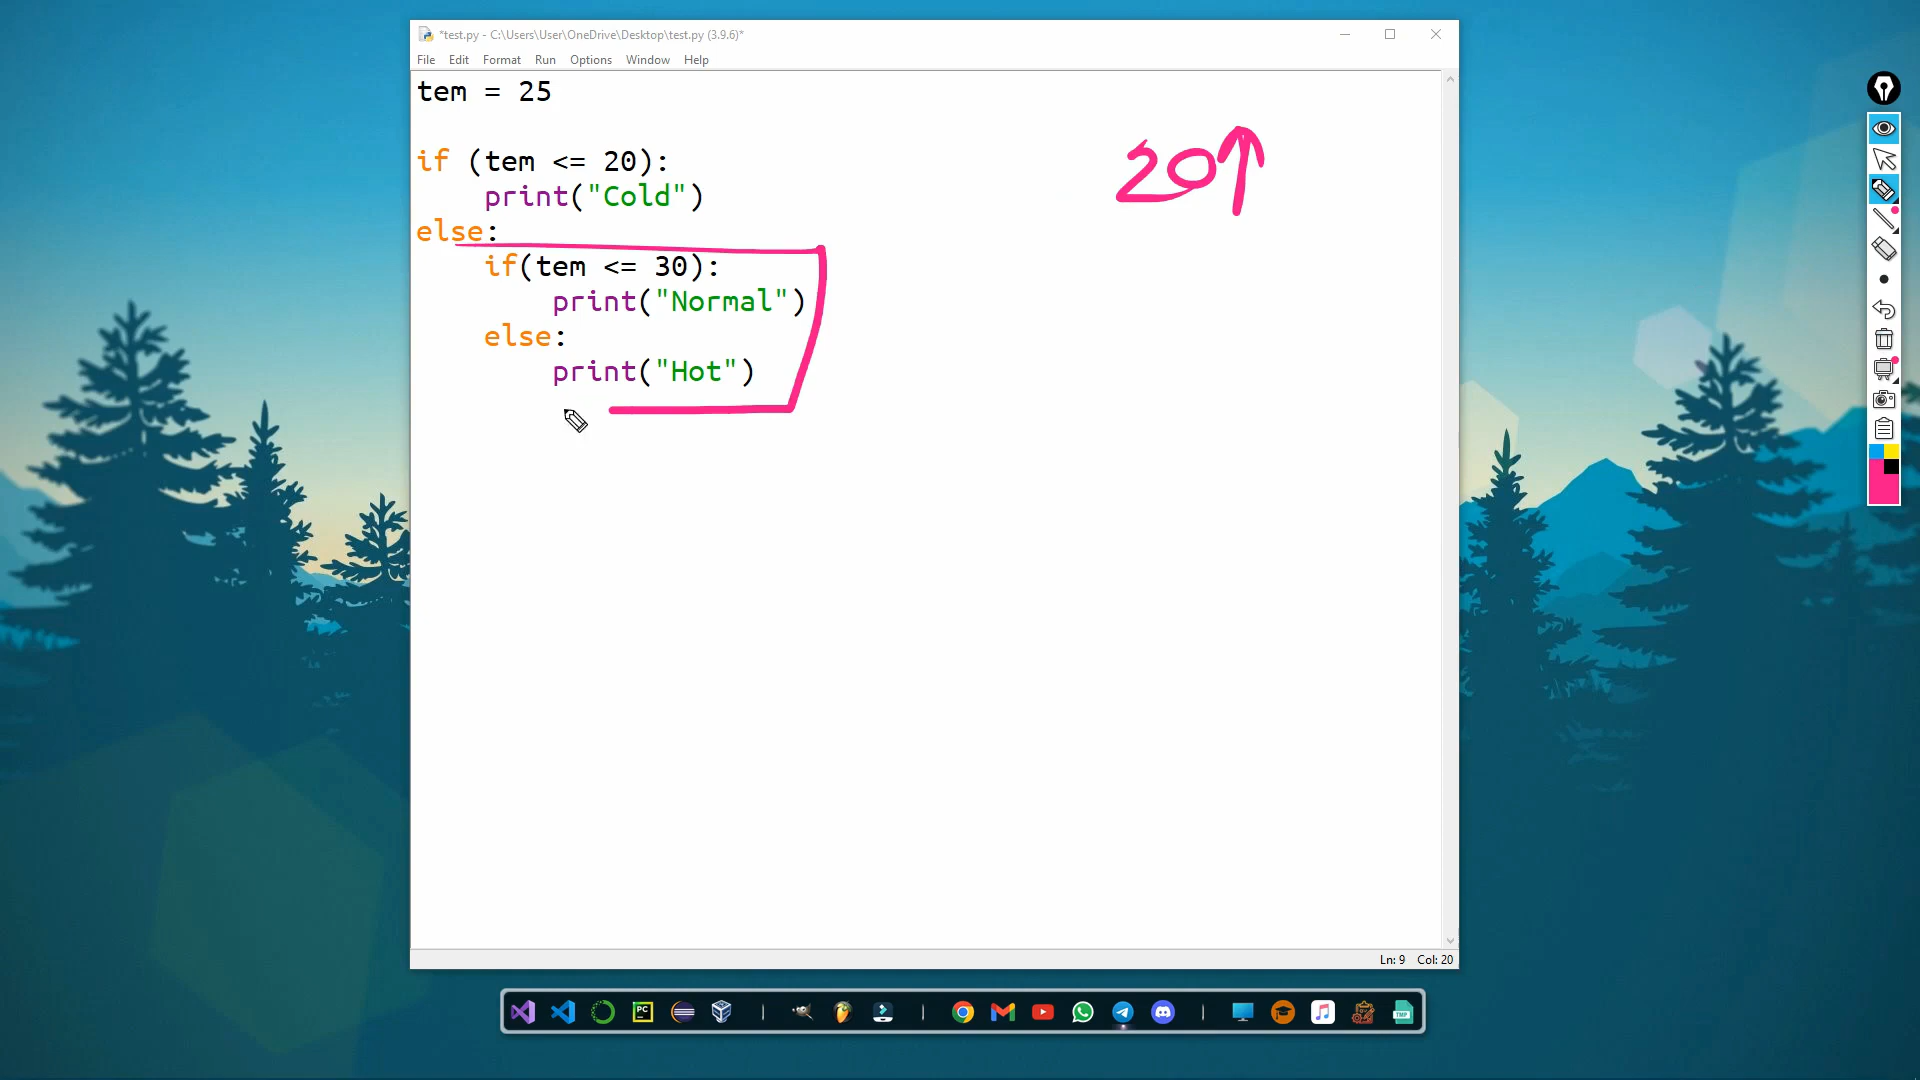 *test.py - C:\Users\User\OneDrive\Desktop\test.py (3.9.6)*
File Edit Format Run Options Window Help
tem = 25
if (tem <= 20):
    print("Cold")
else:
    if(tem <= 30):
        print("Normal")
    else:
        print("Hot")
20↑
Ln: 9 Col: 20
PC
TMP